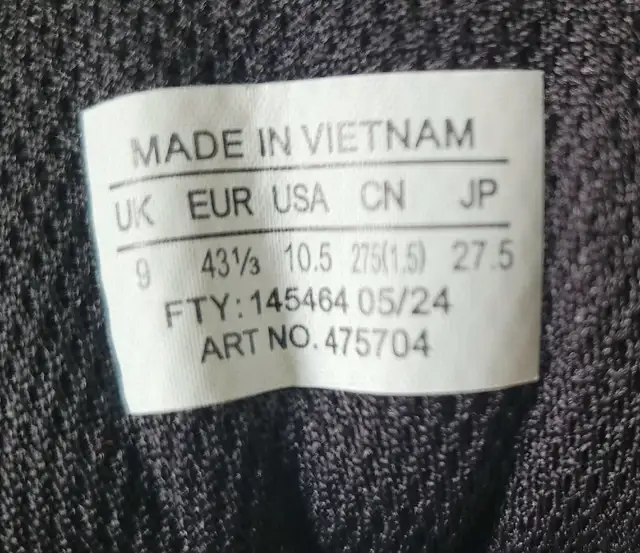 MADE IN VIETNAM
UK EUR USA CN JP
9 43⅓ 10.5 275(1.5) 27.5
FTY: 145464 05/24
ART NO. 475704